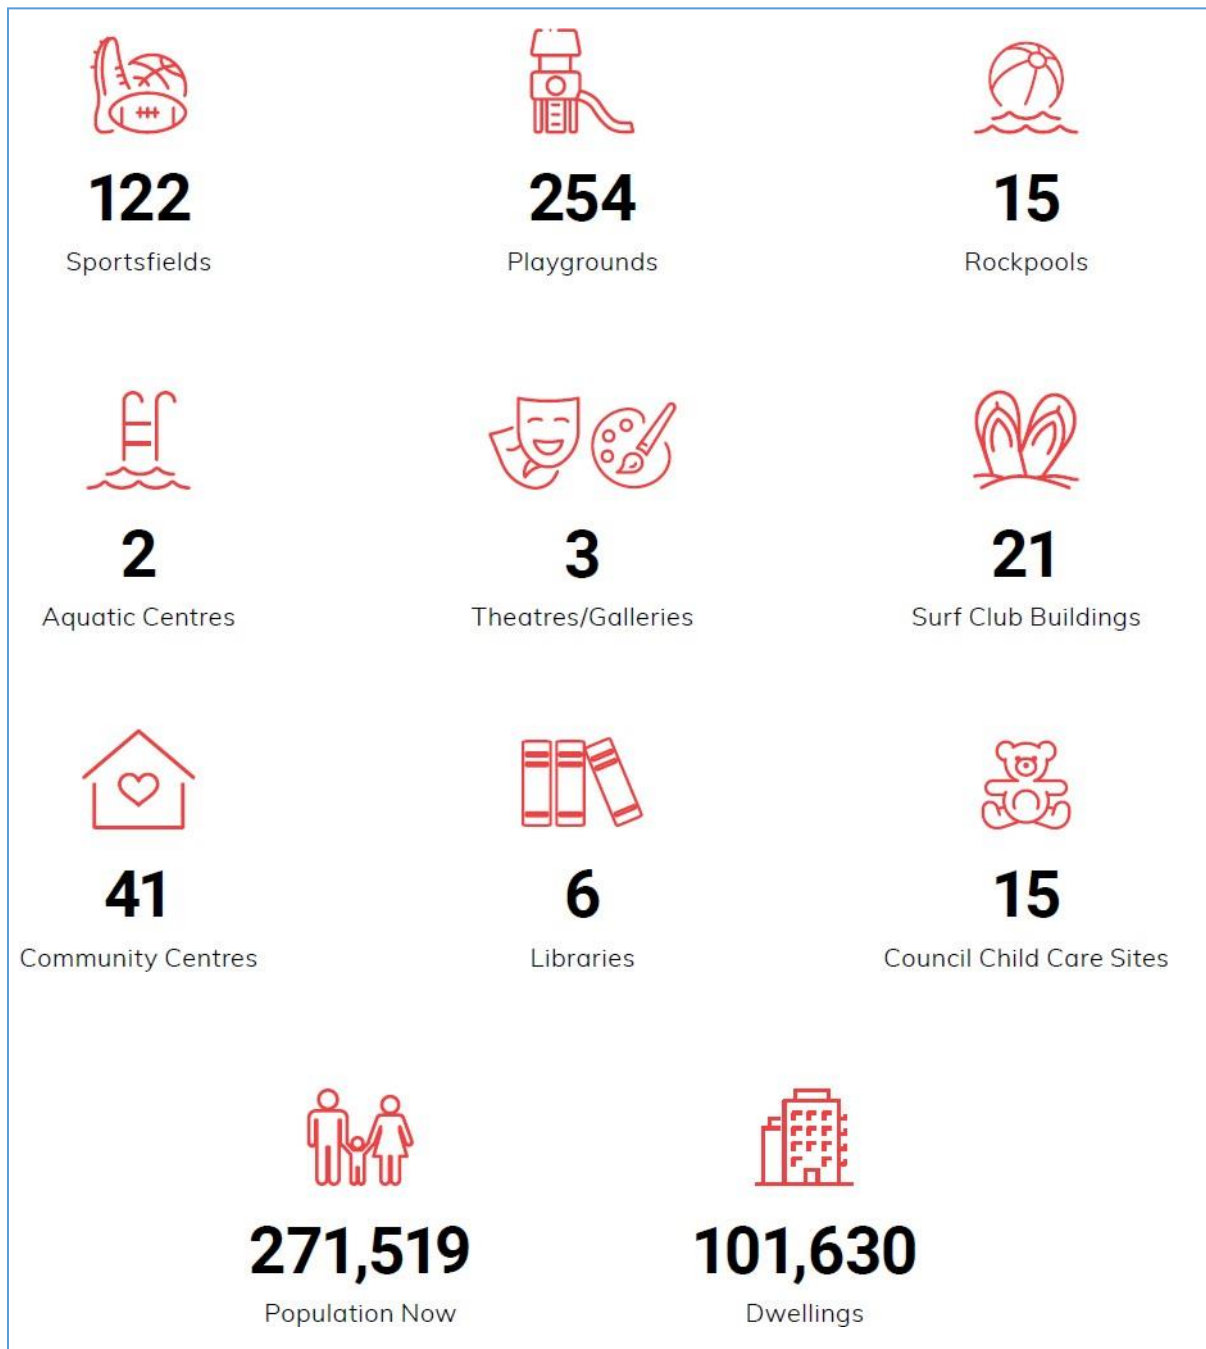 122
Sportsfields
254
Playgrounds
15
Rockpools
2
Aquatic Centres
3
Theatres/Galleries
21
Surf Club Buildings
41
Community Centres
6
Libraries
15
Council Child Care Sites
271,519
Population Now
101,630
Dwellings